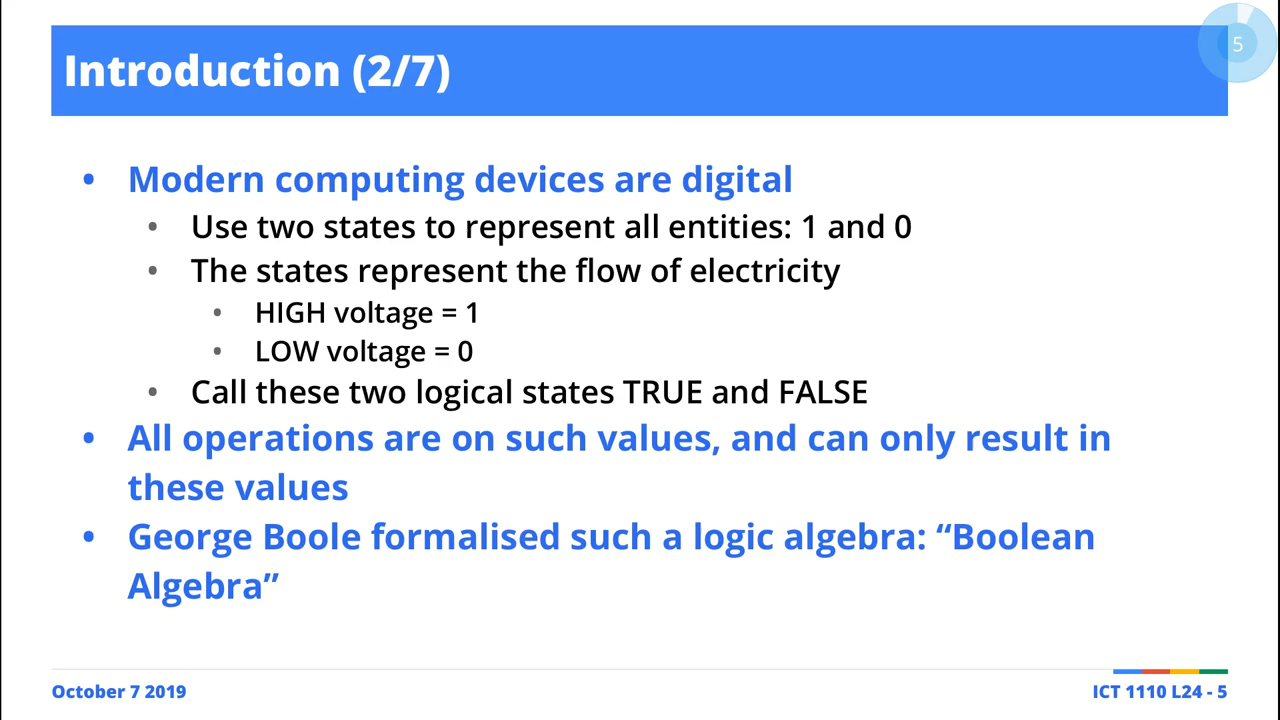 Introduction (2/7)
5
• Modern computing devices are digital
• Use two states to represent all entities: 1 and 0
• The states represent the flow of electricity
• HIGH voltage = 1
• LOW voltage = 0
• Call these two logical states TRUE and FALSE
• All operations are on such values, and can only result in
these values
• George Boole formalised such a logic algebra: “Boolean
Algebra”
October 7 2019
ICT 1110 L24 - 5